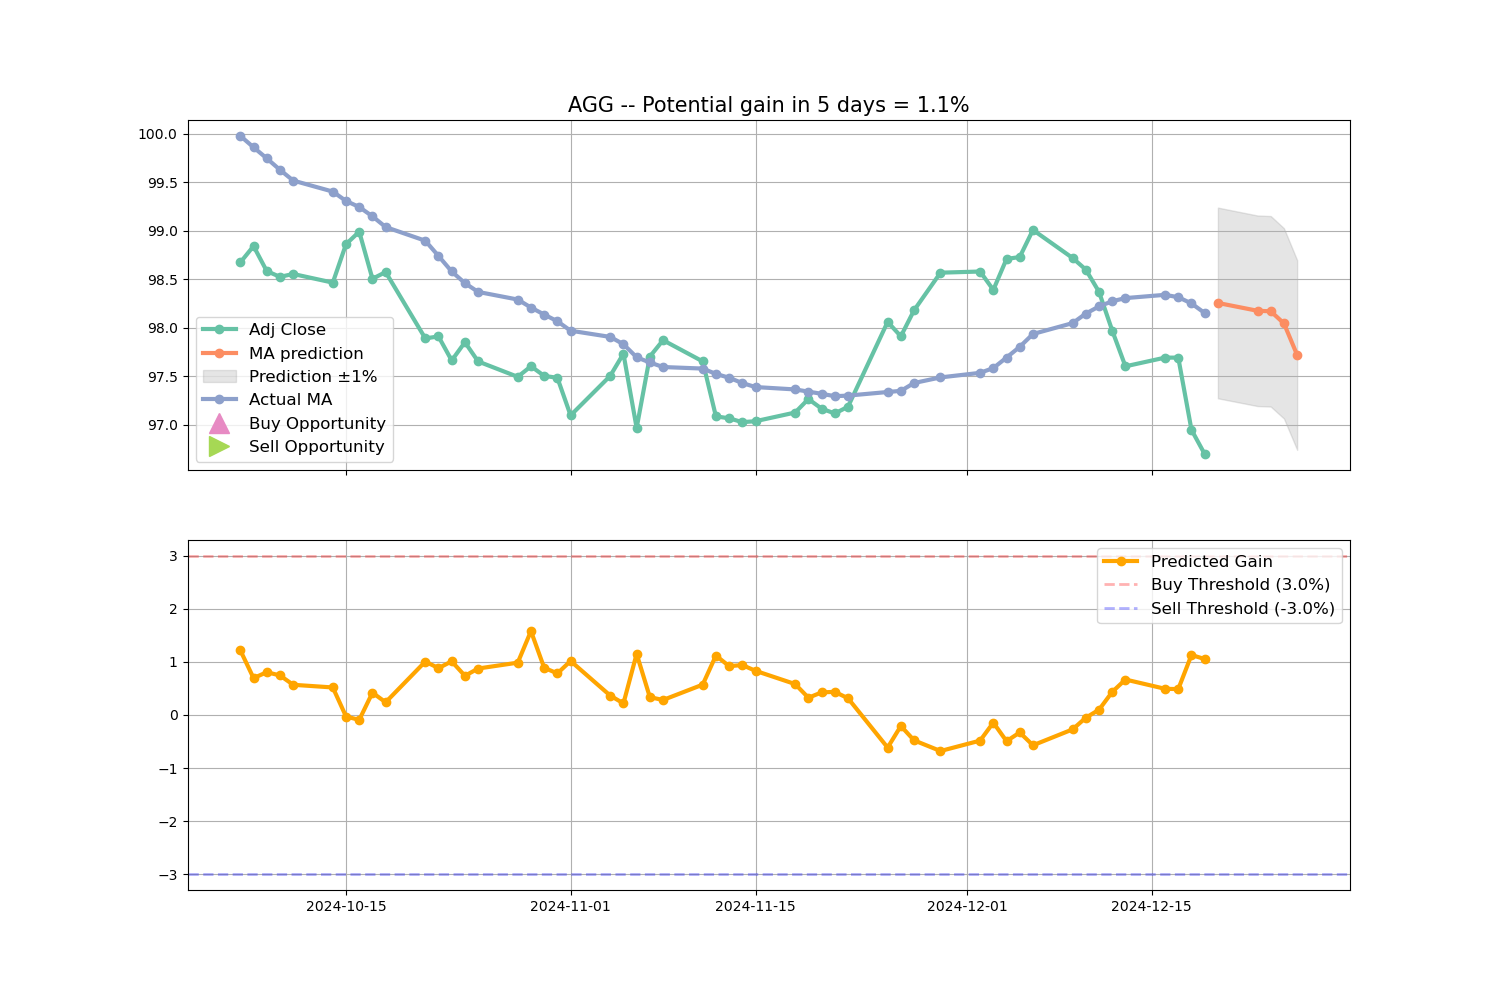 AGG -- Potential gain in 5 days = 1.1%
100.0
99.5
99.0
98.5
98.0
97.5
97.0
Adj Close
MA prediction
Prediction ±1%
Actual MA
Buy Opportunity
Sell Opportunity
3
2
1
0
−1
−2
−3
Predicted Gain
Buy Threshold (3.0%)
Sell Threshold (-3.0%)
2024-10-15
2024-11-01
2024-11-15
2024-12-01
2024-12-15